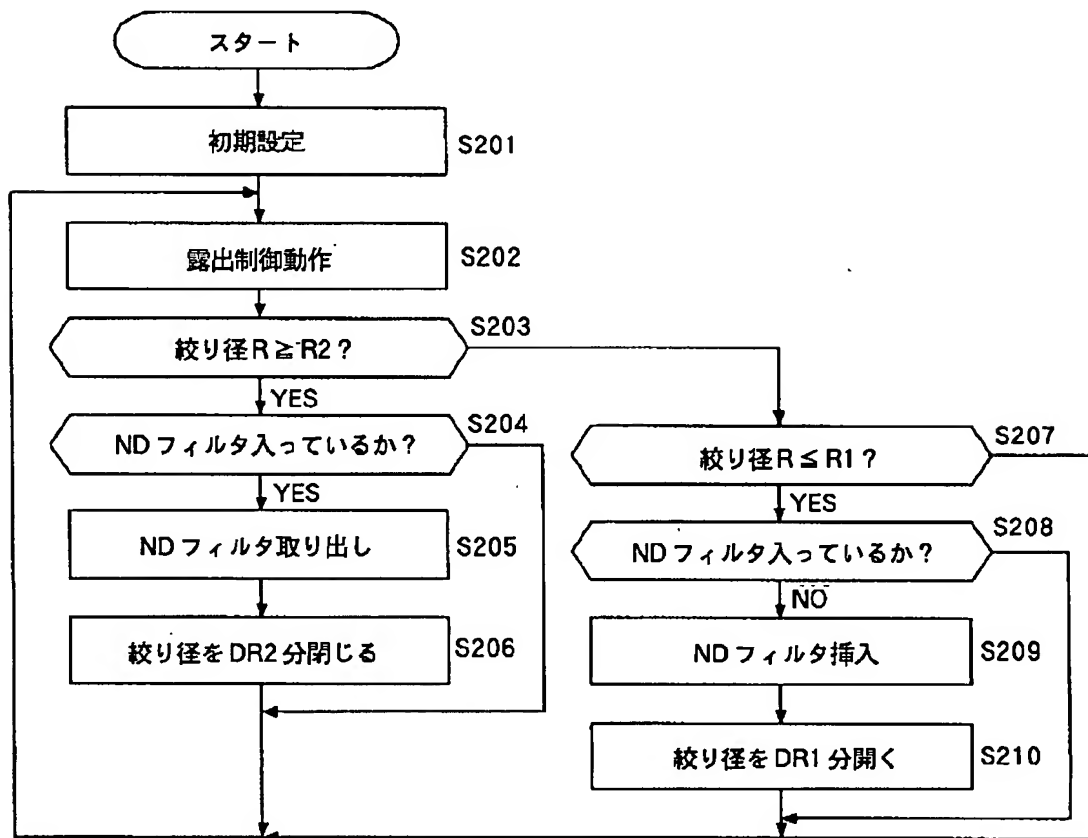 スタート
初期設定
S201
露出制御動作
S202
絞り径R≧R2?
S203
YES
NDフィルタ入っているか?
S204
YES
NDフィルタ取り出し
S205
絞り径をDR2分閉じる
S206
絞り径R≦R1?
S207
YES
NDフィルタ入っているか?
S208
NO
NDフィルタ挿入
S209
絞り径をDR1分開く
S210